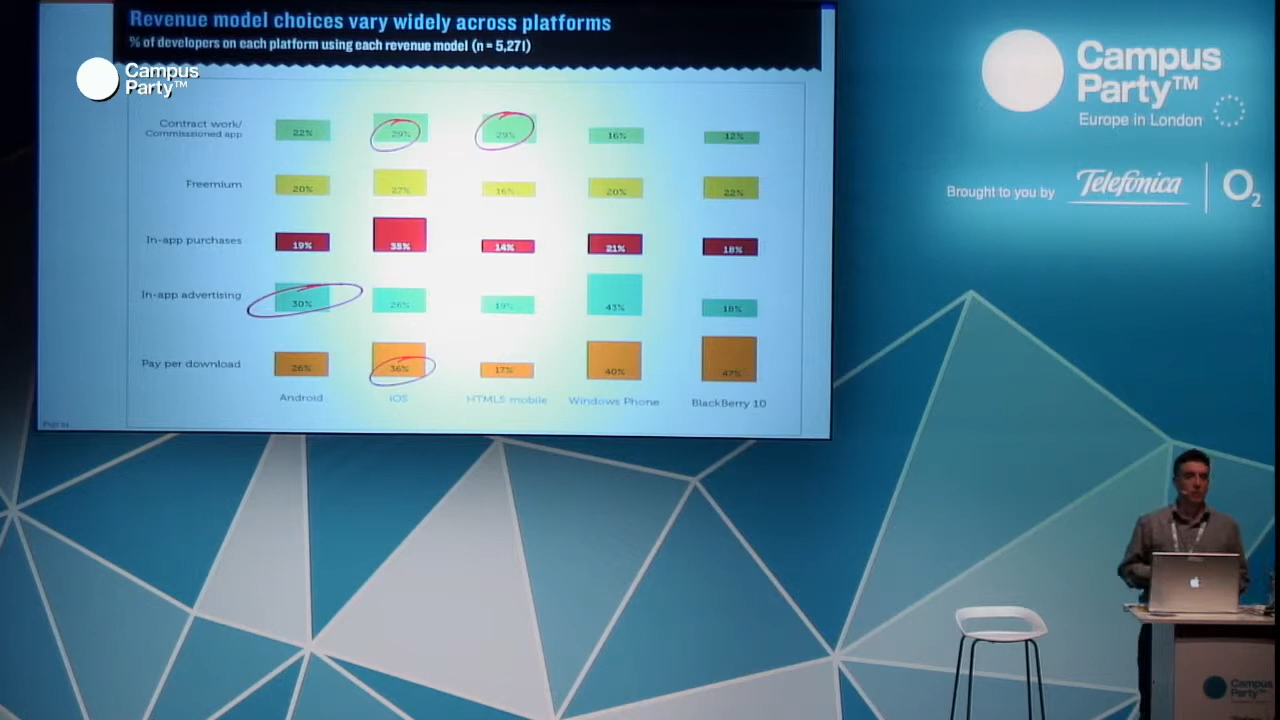 Revenue model choices vary widely across platforms
% of developers on each platform using each revenue model (n = 5,271)
Campus
Party™
Contract work/
Commisssioned app
22%
29%
29%
16%
12%
Freemium
20%
27%
16%
20%
22%
In-app purchases
19%
35%
14%
21%
18%
In-app advertising
30%
26%
19%
43%
18%
Pay per download
26%
36%
17%
40%
47%
Android
iOS
HTML5 mobile
Windows Phone
BlackBerry 10
Campus
Party™
Europe in London
Brought to you by
Telefónica
O2
Campus
Party™